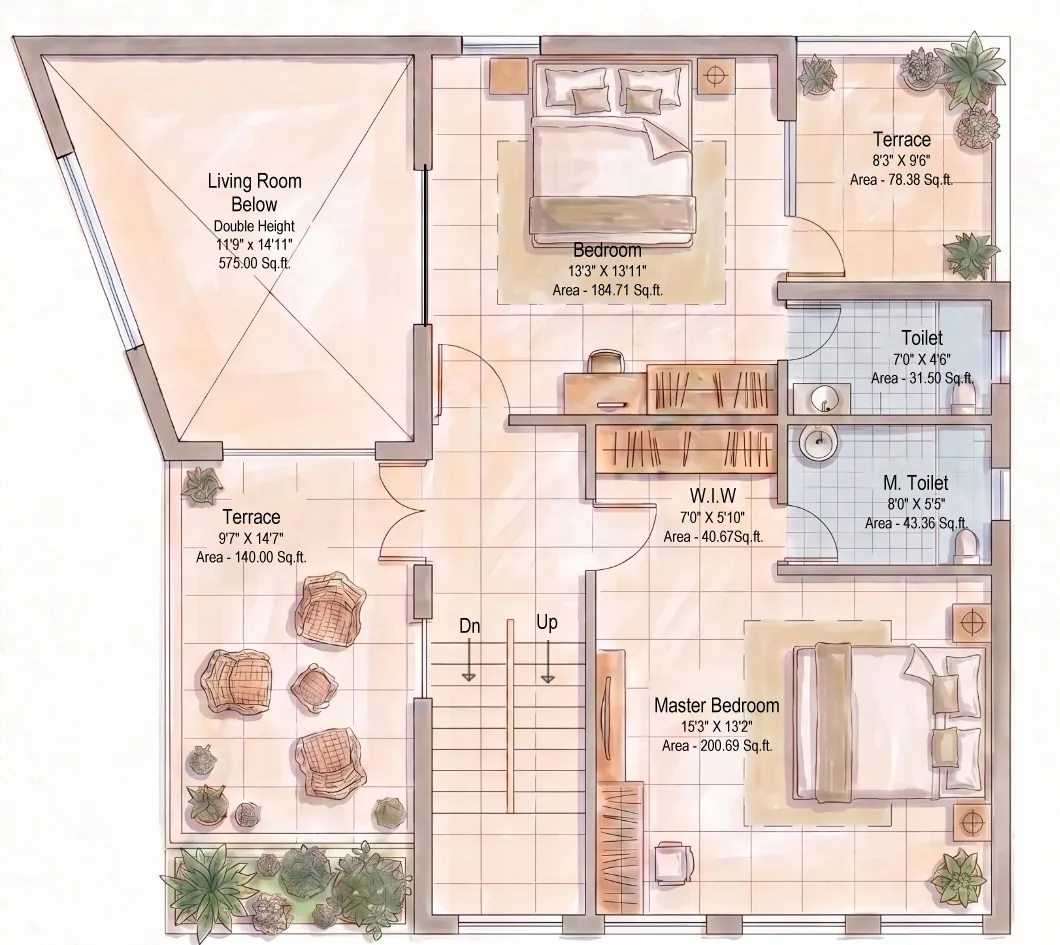 Living Room
Below
Double Height
11'9" x 14'11"
575.00 Sq.ft.
Bedroom
13'3" X 13'11"
Area - 184.71 Sq.ft.
Terrace
8'3" X 9'6"
Area - 78.38 Sq.ft.
Toilet
7'0" X 4'6"
Area - 31.50 Sq.ft.
W.I.W
7'0" X 5'10"
Area - 40.67Sq.ft.
M. Toilet
8'0" X 5'5"
Area - 43.36 Sq.ft.
Terrace
9'7" X 14'7"
Area - 140.00 Sq.ft.
Dn
Up
Master Bedroom
15'3" X 13'2"
Area - 200.69 Sq.ft.